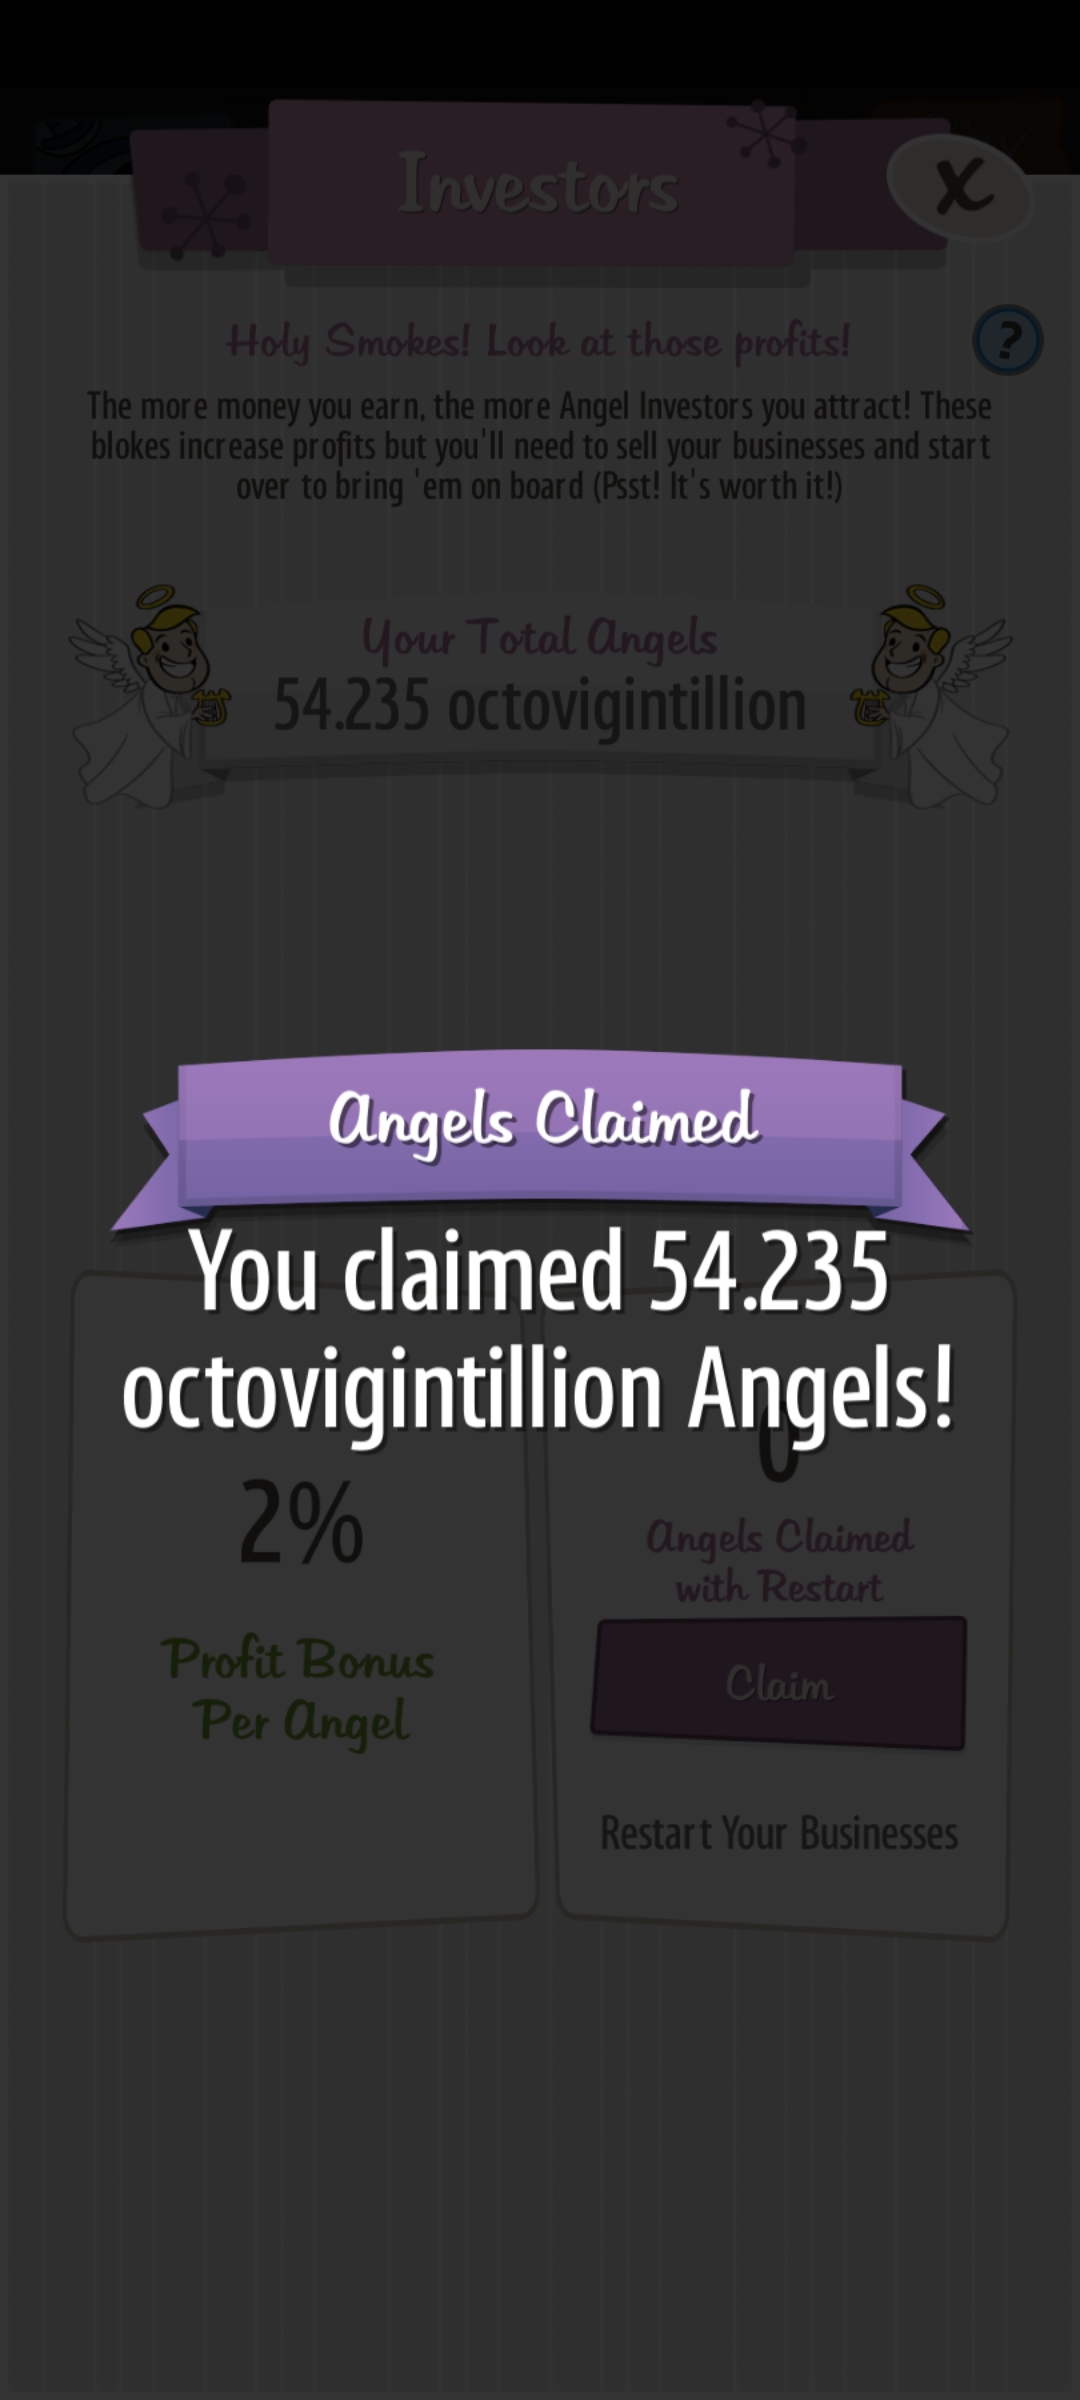 Investors
X
Holy Smokes! Look at those profits!
?
The more money you earn, the more Angel Investors you attract! These
blokes increase profits but you'll need to sell your businesses and start
over to bring 'em on board (Psst! It's worth it!)
Your Total Angels
54.235 octovigintillion
Angels Claimed
You claimed 54.235
octovigintillion Angels!
2%
Profit Bonus
Per Angel
0
Angels Claimed
with Restart
Claim
Restart Your Businesses